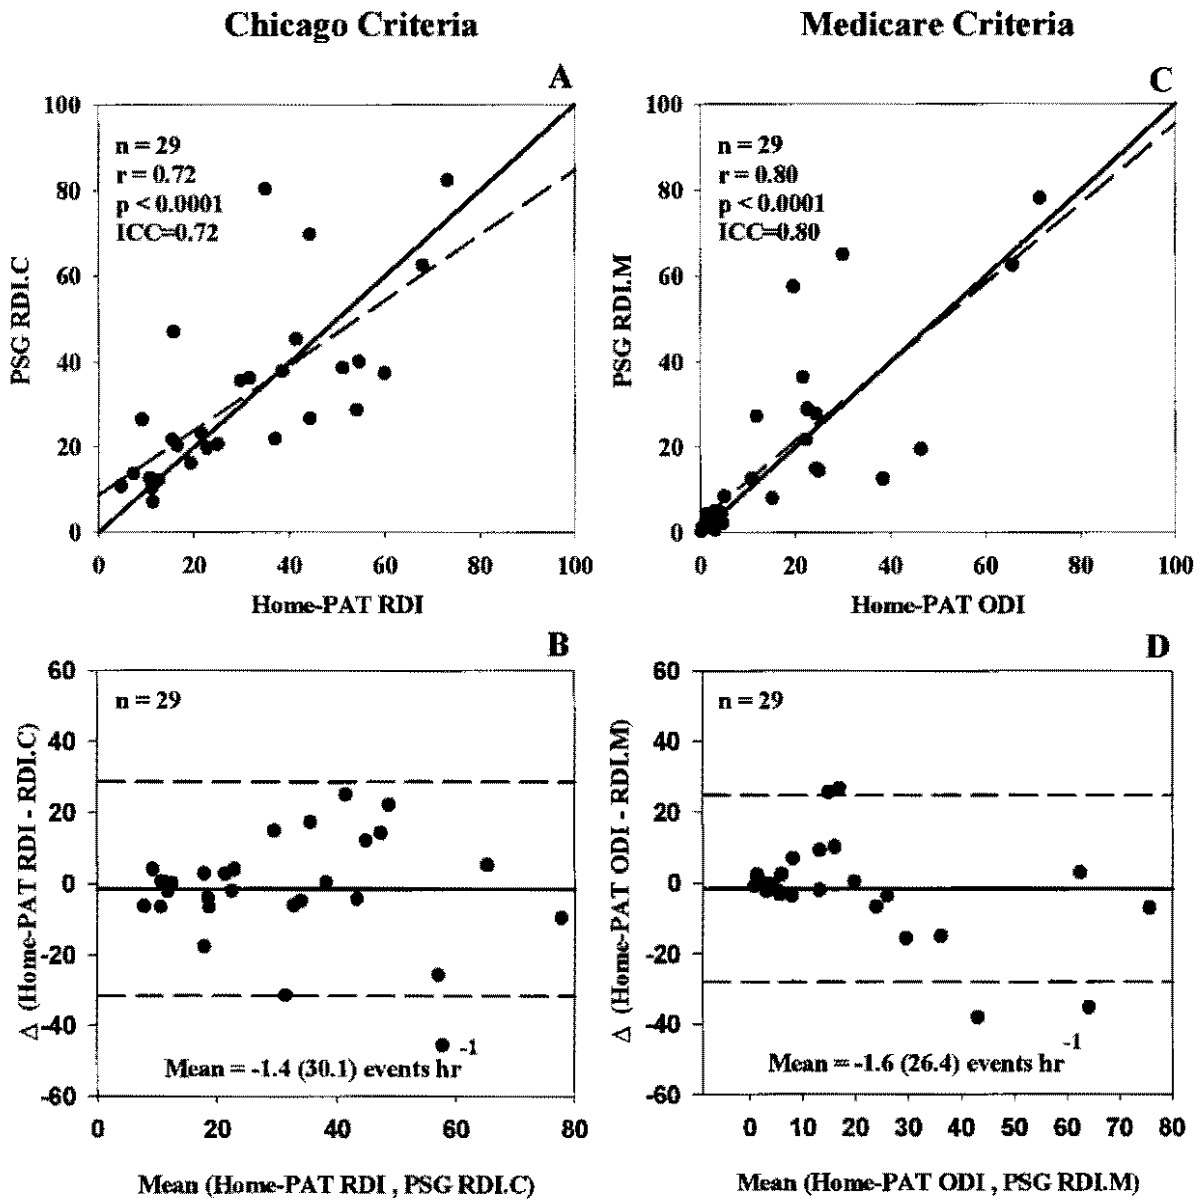 Chicago Criteria
Medicare Criteria
A
100
80
60
40
20
0
n = 29
r = 0.72
p < 0.0001
ICC=0.72
PSG RDI.C
0 20 40 60 80 100
Home-PAT RDI
C
100
80
60
40
20
0
n = 29
r = 0.80
p < 0.0001
ICC=0.80
PSG RDI.M
0 20 40 60 80 100
Home-PAT ODI
B
60
40
20
0
-20
-40
-60
n = 29
Δ (Home-PAT RDI - RDI.C)
Mean = -1.4 (30.1) events hr -1
0 20 40 60 80
Mean (Home-PAT RDI , PSG RDI.C)
D
60
40
20
0
-20
-40
-60
n = 29
Δ (Home-PAT ODI - RDI.M)
Mean = -1.6 (26.4) events hr -1
0 10 20 30 40 50 60 70 80
Mean (Home-PAT ODI , PSG RDI.M)